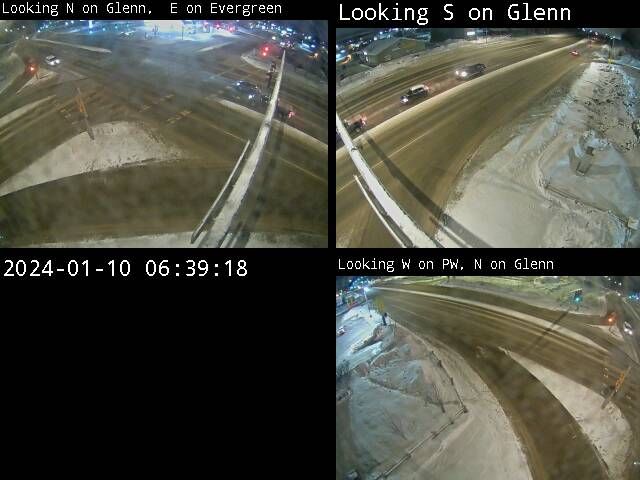 Looking N on Glenn, E on Evergreen
Looking S on Glenn
2024-01-10 06:39:18
Looking W on PW, N on Glenn